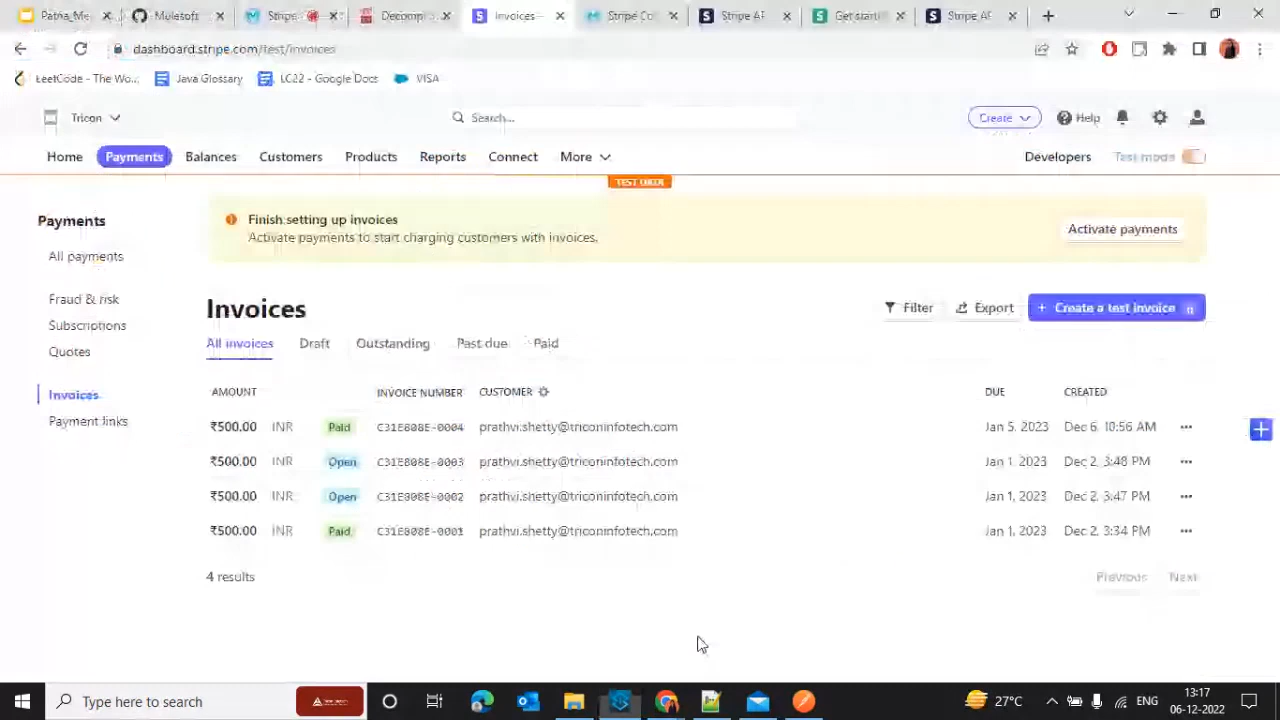 Patha_Me
Mulesoft
Stripe
Decomp
Invoices
Stripe Co
Stripe AF
Get starte
Stripe AF
dashboard.stripe.com/test/invoices
LeetCode - The Wo...
Java Glossary
LC22 - Google Docs
VISA
Tricon
Search...
Create
Help
Home
Payments
Balances
Customers
Products
Reports
Connect
More
Developers
Test mode
TEST DATA
Payments
All payments
Fraud & risk
Subscriptions
Quotes
Invoices
Payment links
Finish setting up invoices
Activate payments to start charging customers with invoices.
Activate payments
Invoices
Filter
Export
+ Create a test invoice n
All invoices Draft Outstanding Past due Paid
AMOUNT INVOICE NUMBER CUSTOMER DUE CREATED
₹500.00 INR Paid C31E808E-0004 prathvi.shetty@triconinfotech.com Jan 5, 2023 Dec 6, 10:56 AM ···
₹500.00 INR Open C31E808E-0003 prathvi.shetty@triconinfotech.com Jan 1, 2023 Dec 2, 3:48 PM ···
₹500.00 INR Open C31E808E-0002 prathvi.shetty@triconinfotech.com Jan 1, 2023 Dec 2, 3:47 PM ···
₹500.00 INR Paid C31E808E-0001 prathvi.shetty@triconinfotech.com Jan 1, 2023 Dec 2, 3:34 PM ···
4 results
Previous Next
Type here to search
27°C
ENG
13:17
06-12-2022